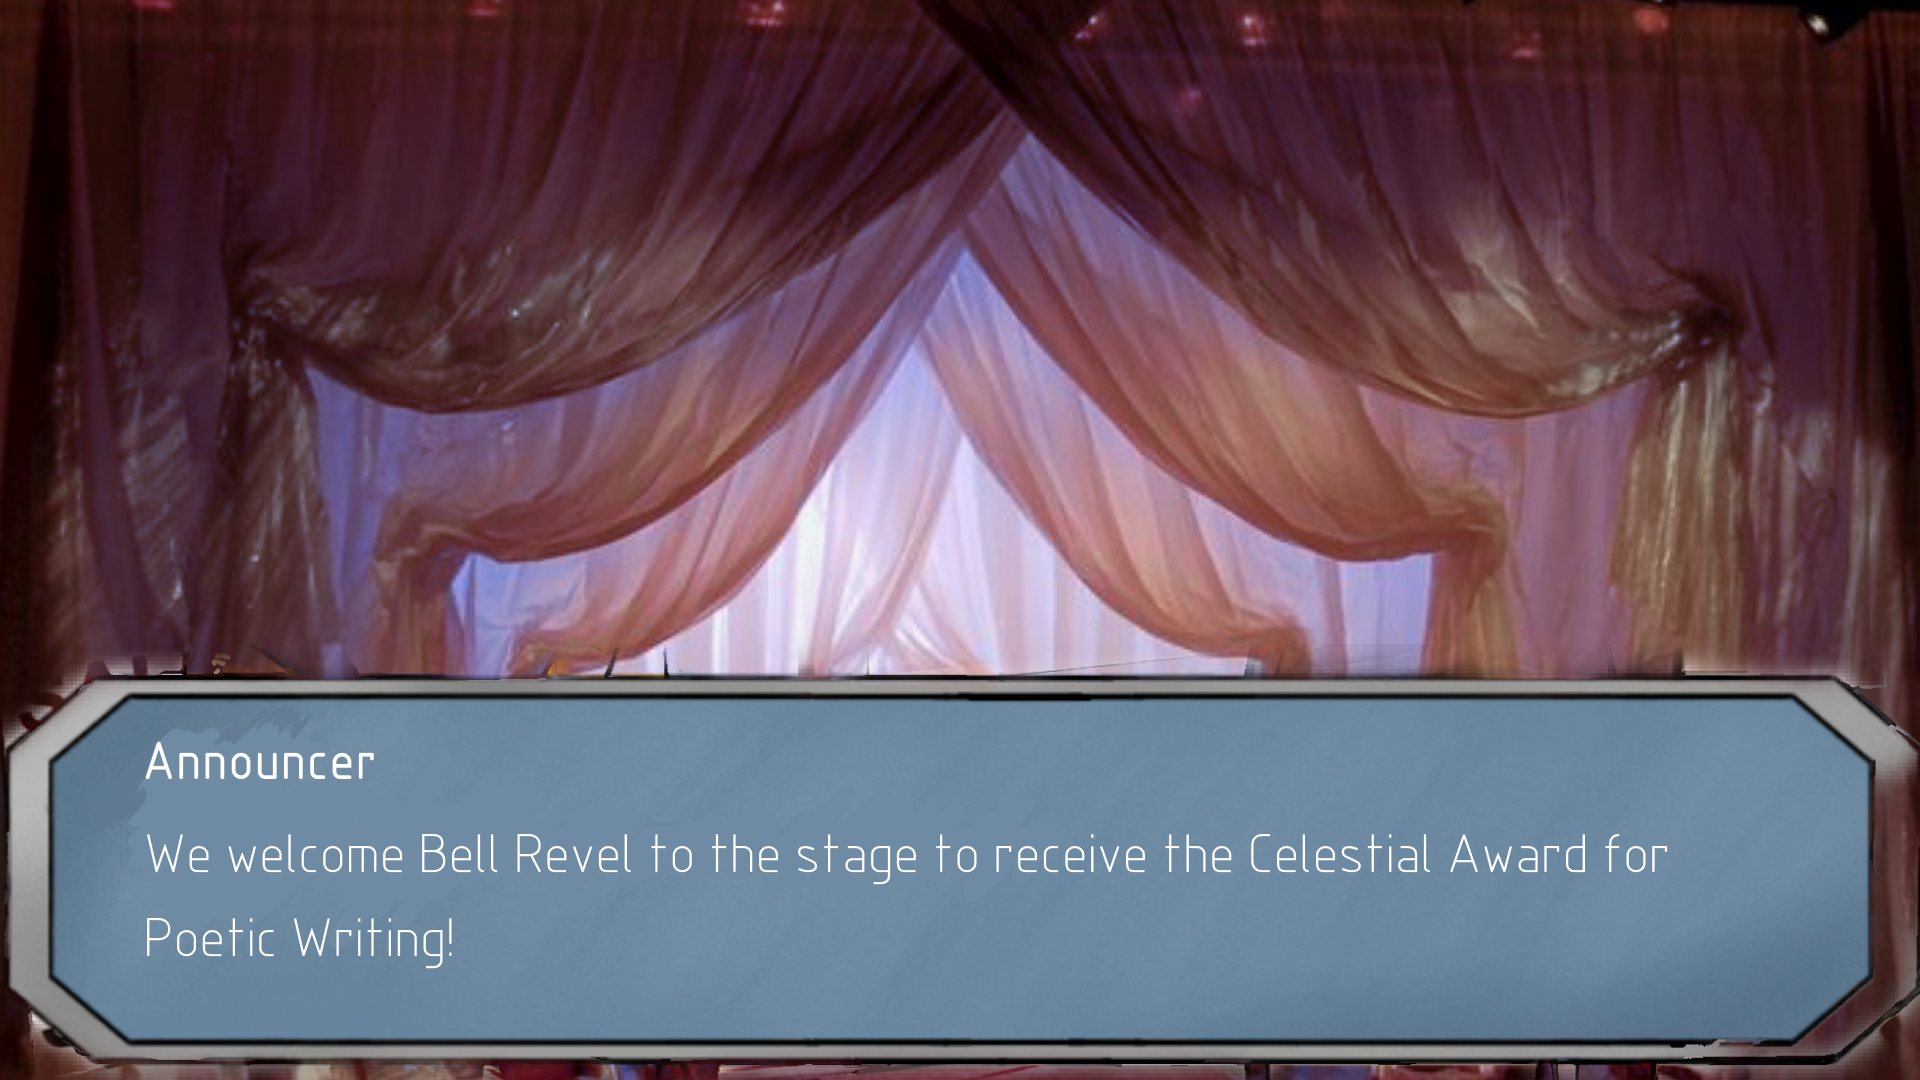 Announcer
We welcome Bell Revel to the stage to receive the Celestial Award for
Poetic Writing!